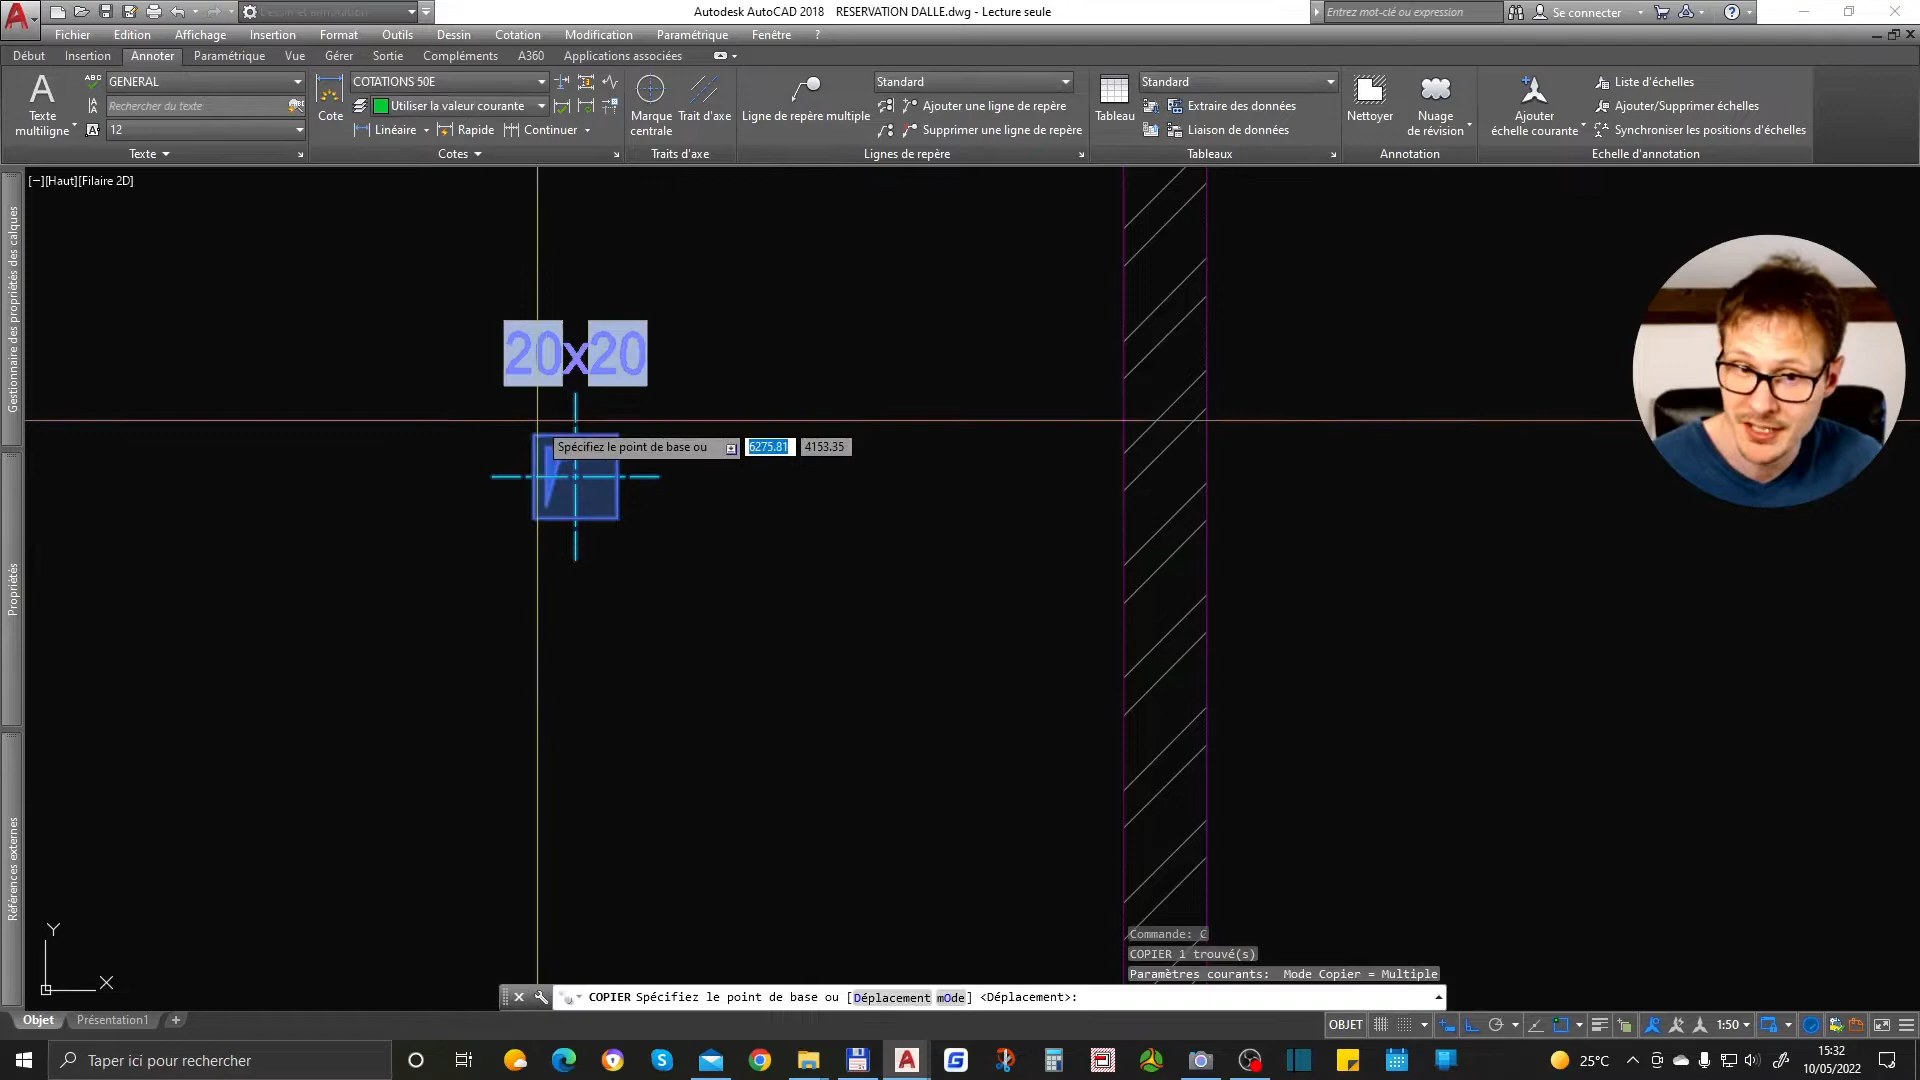 Dessin et annotation
Autodesk AutoCAD 2018 RESERVATION DALLE.dwg - Lecture seule
Entrez mot-clé ou expression
Se connecter
Fichier Edition Affichage Insertion Format Outils Dessin Cotation Modification Paramétrique Fenêtre ?
Début Insertion Annoter Paramétrique Vue Gérer Sortie Compléments A360 Applications associées
A
Texte
multiligne
ABC
GENERAL
Rechercher du texte
12
Texte
Cote
COTATIONS 50E
Utiliser la valeur courante
Linéaire Rapide Continuer
Cotes
Marque
centrale
Trait d'axe
Traits d'axe
Ligne de repère multiple
Standard
Ajouter une ligne de repère
Supprimer une ligne de repère
Lignes de repère
Tableau
Standard
Extraire des données
Liaison de données
Tableaux
Nettoyer
Nuage
de révision
Annotation
Ajouter
échelle courante
Liste d'échelles
Ajouter/Supprimer échelles
Synchroniser les positions d'échelles
Echelle d'annotation
[−][Haut][Filaire 2D]
Gestionnaire des propriétés des calques
Propriétés
Références externes
20x20
Spécifiez le point de base ou 6275.81 4153.35
Y
X
Commande: C
COPIER 1 trouvé(s)
Paramètres courants: Mode Copier = Multiple
COPIER Spécifiez le point de base ou [Déplacement mOde] <Déplacement>:
Objet Présentation1 +
OBJET
1:50
Taper ici pour rechercher
25°C
15:32
10/05/2022